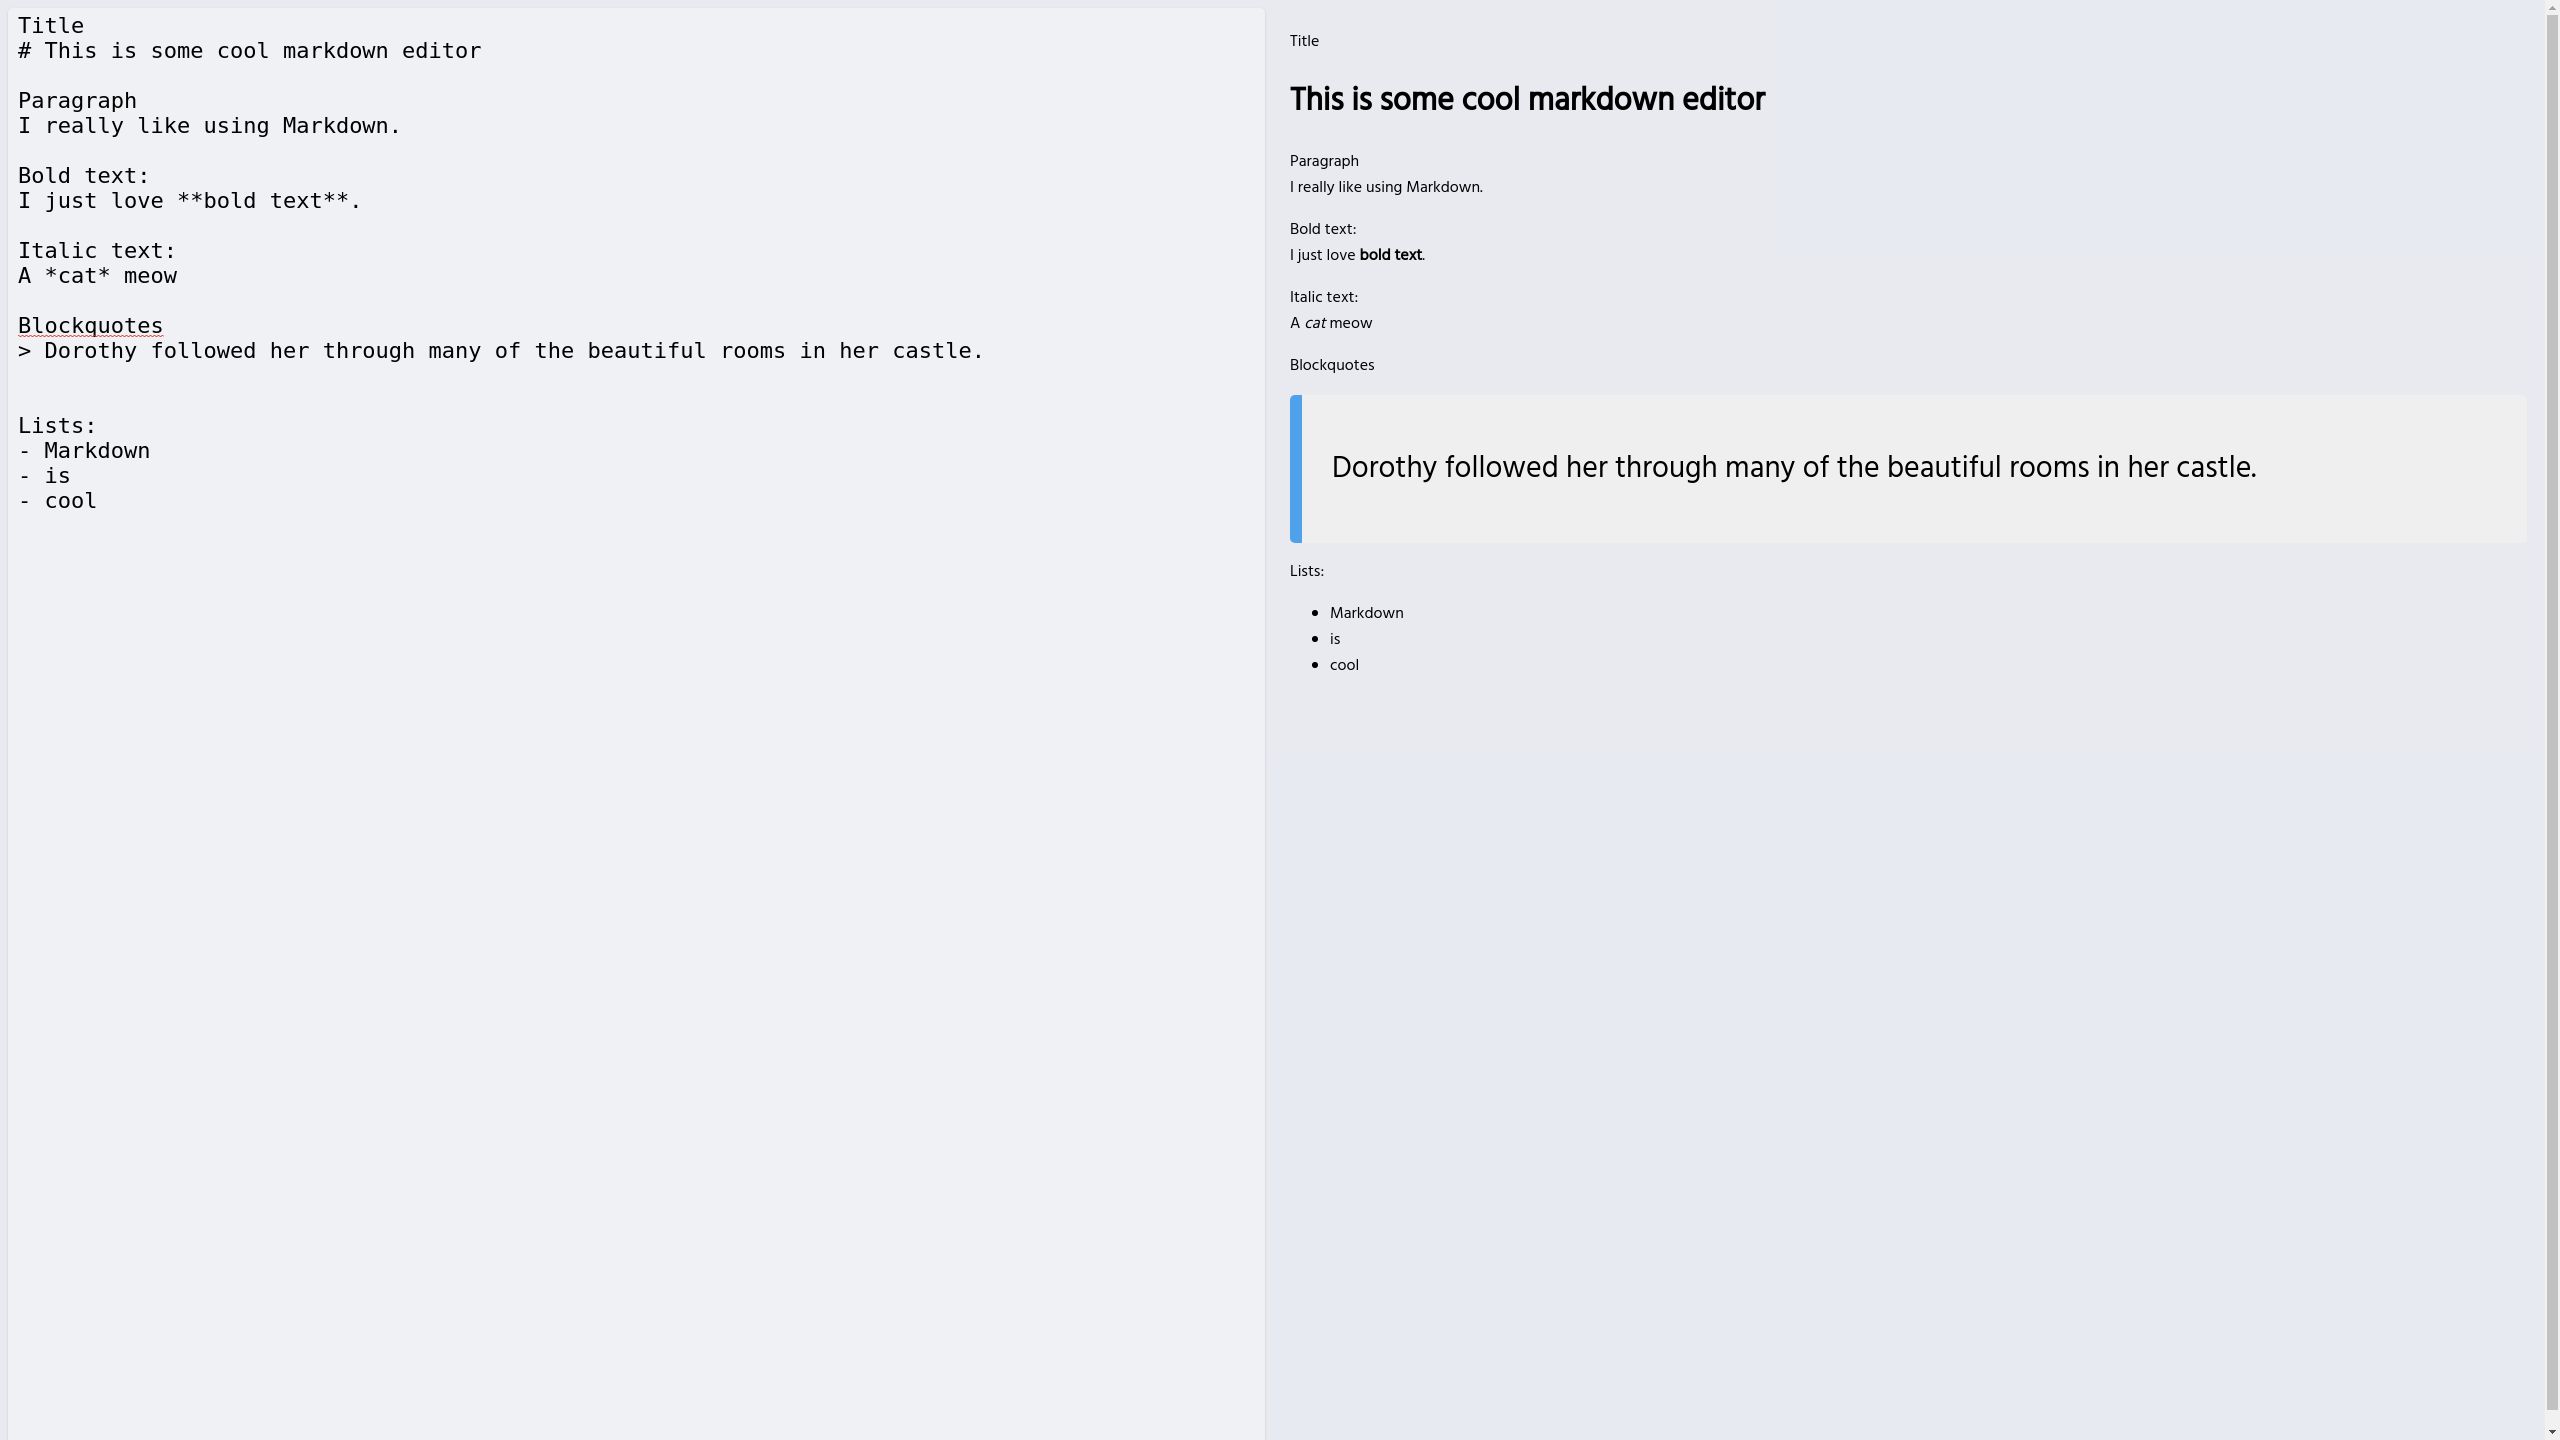 Title
# This is some cool markdown editor
Paragraph
I really like using Markdown.
Bold text:
I just love **bold text**.
Italic text:
A *cat* meow
Blockquotes
> Dorothy followed her through many of the beautiful rooms in her castle.
Lists:
- Markdown
- is
- cool
Title
This is some cool markdown editor
Paragraph
I really like using Markdown.
Bold text:
I just love bold text.
Italic text:
A cat meow
Blockquotes
Dorothy followed her through many of the beautiful rooms in her castle.
Lists:
• Markdown
• is
• cool